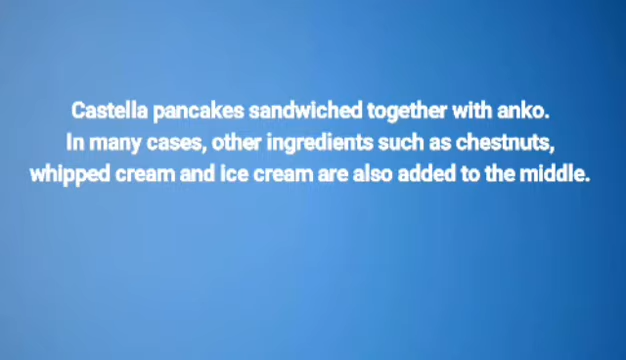 Castella pancakes sandwiched together with anko.
In many cases, other ingredients such as chestnuts,
whipped cream and ice cream are also added to the middle.